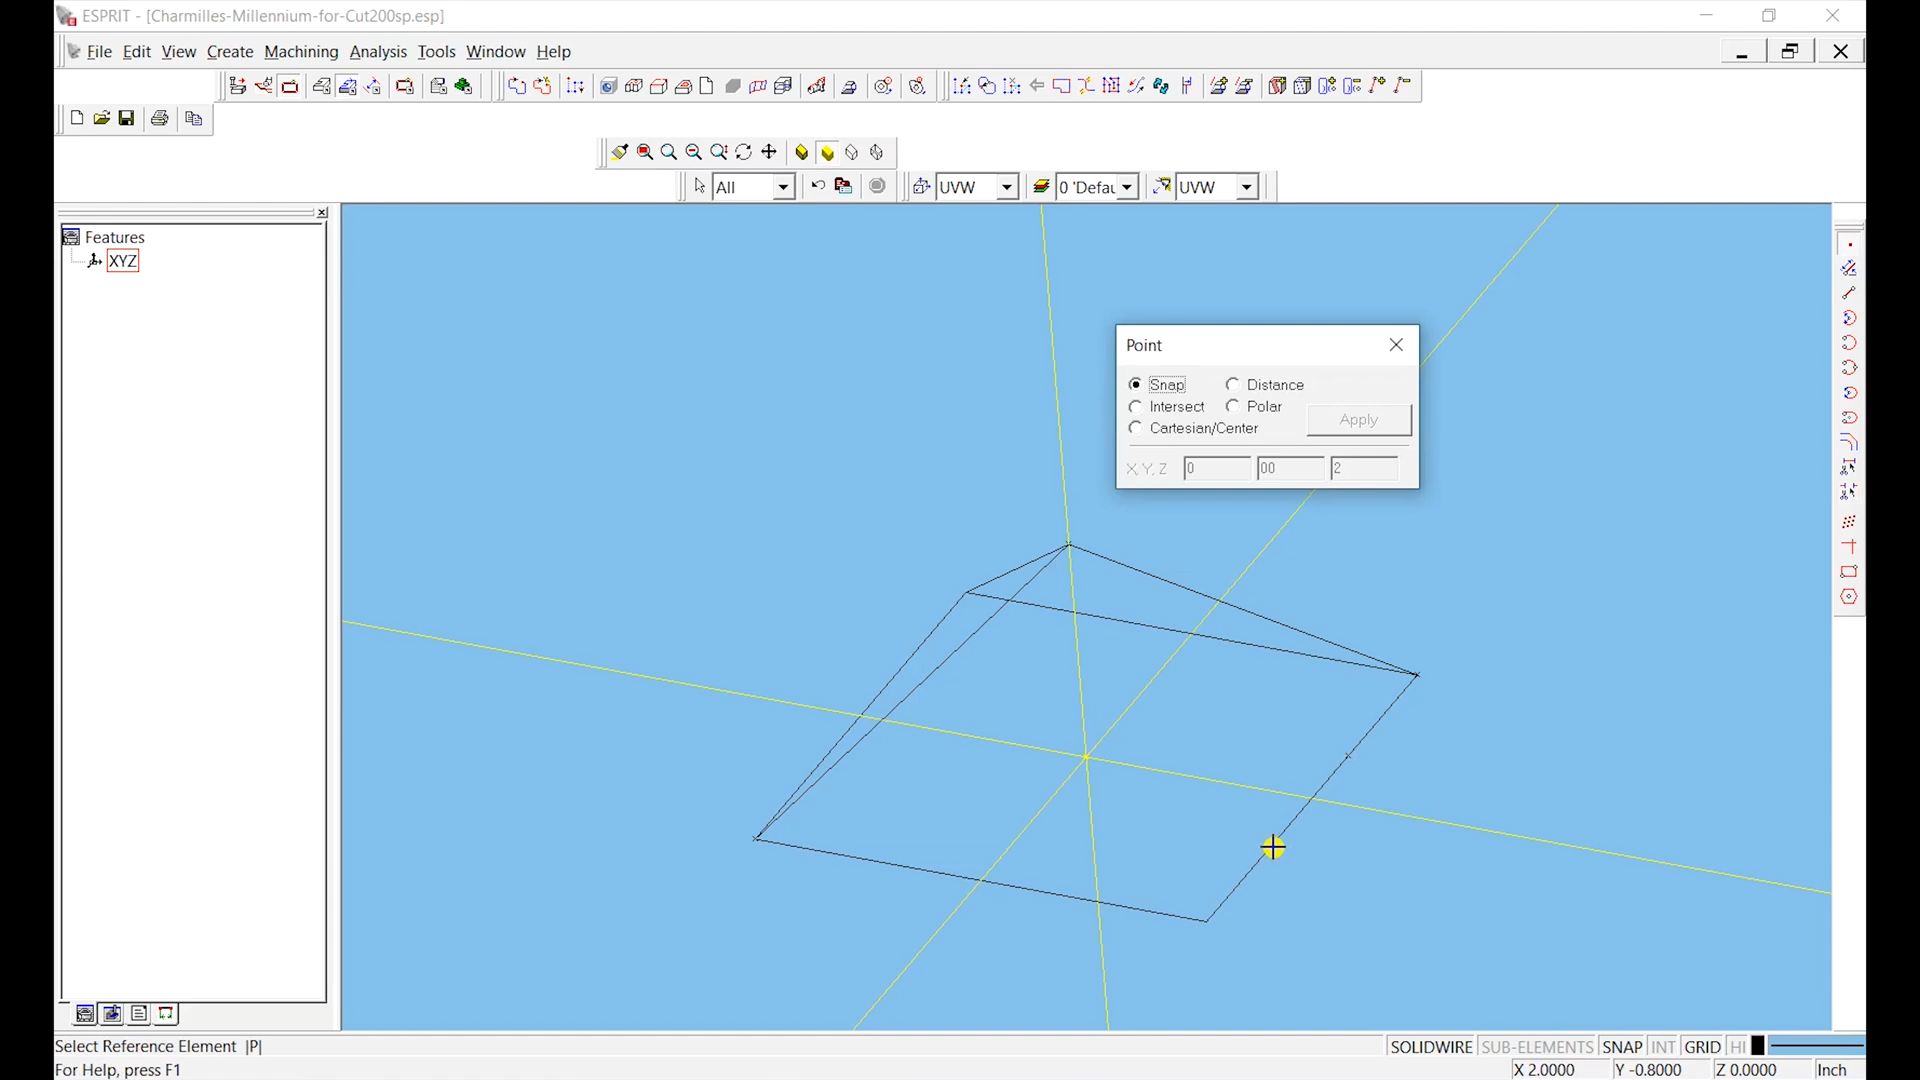 ESPRIT - [Charmilles-Millennium-for-Cut200sp.esp]
File Edit View Create Machining Analysis Tools Window Help
All UVW 0 'Defau UVW
Features
XYZ
Point
Snap Distance
Intersect Polar
Apply
Cartesian/Center
X, Y, Z 0 00 2
Select Reference Element |P|
SOLIDWIRE SUB-ELEMENTS SNAP INT GRID HI
For Help, press F1
X 2.0000 Y -0.8000 Z 0.0000 Inch